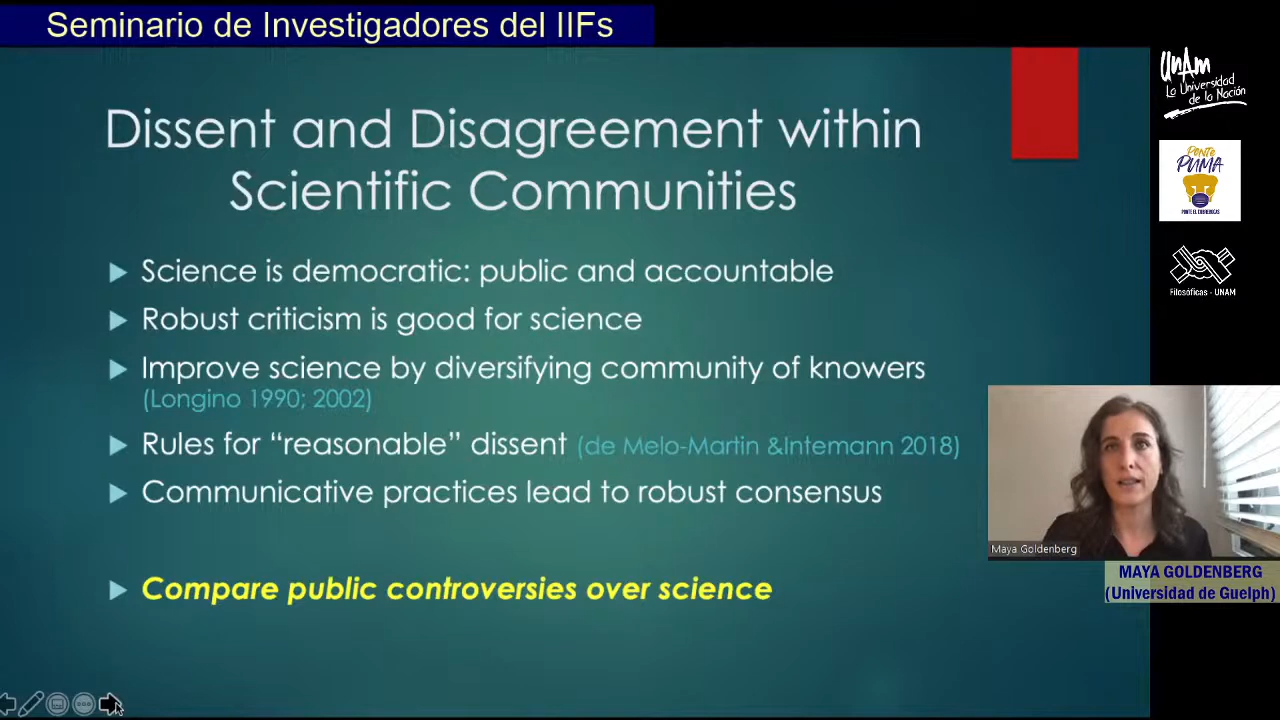 Seminario de Investigadores del IIFs
Dissent and Disagreement within
Scientific Communities
Science is democratic: public and accountable
Robust criticism is good for science
Improve science by diversifying community of knowers
(Longino 1990; 2002)
Rules for “reasonable” dissent (de Melo-Martin &Intemann 2018)
Communicative practices lead to robust consensus
Compare public controversies over science
UnAm
La Universidad
de la Nación
PONTE
PUMA
PONTE EL CUBREBOCAS
Filosóficas - UNAM
Maya Goldenberg
MAYA GOLDENBERG
(Universidad de Guelph)